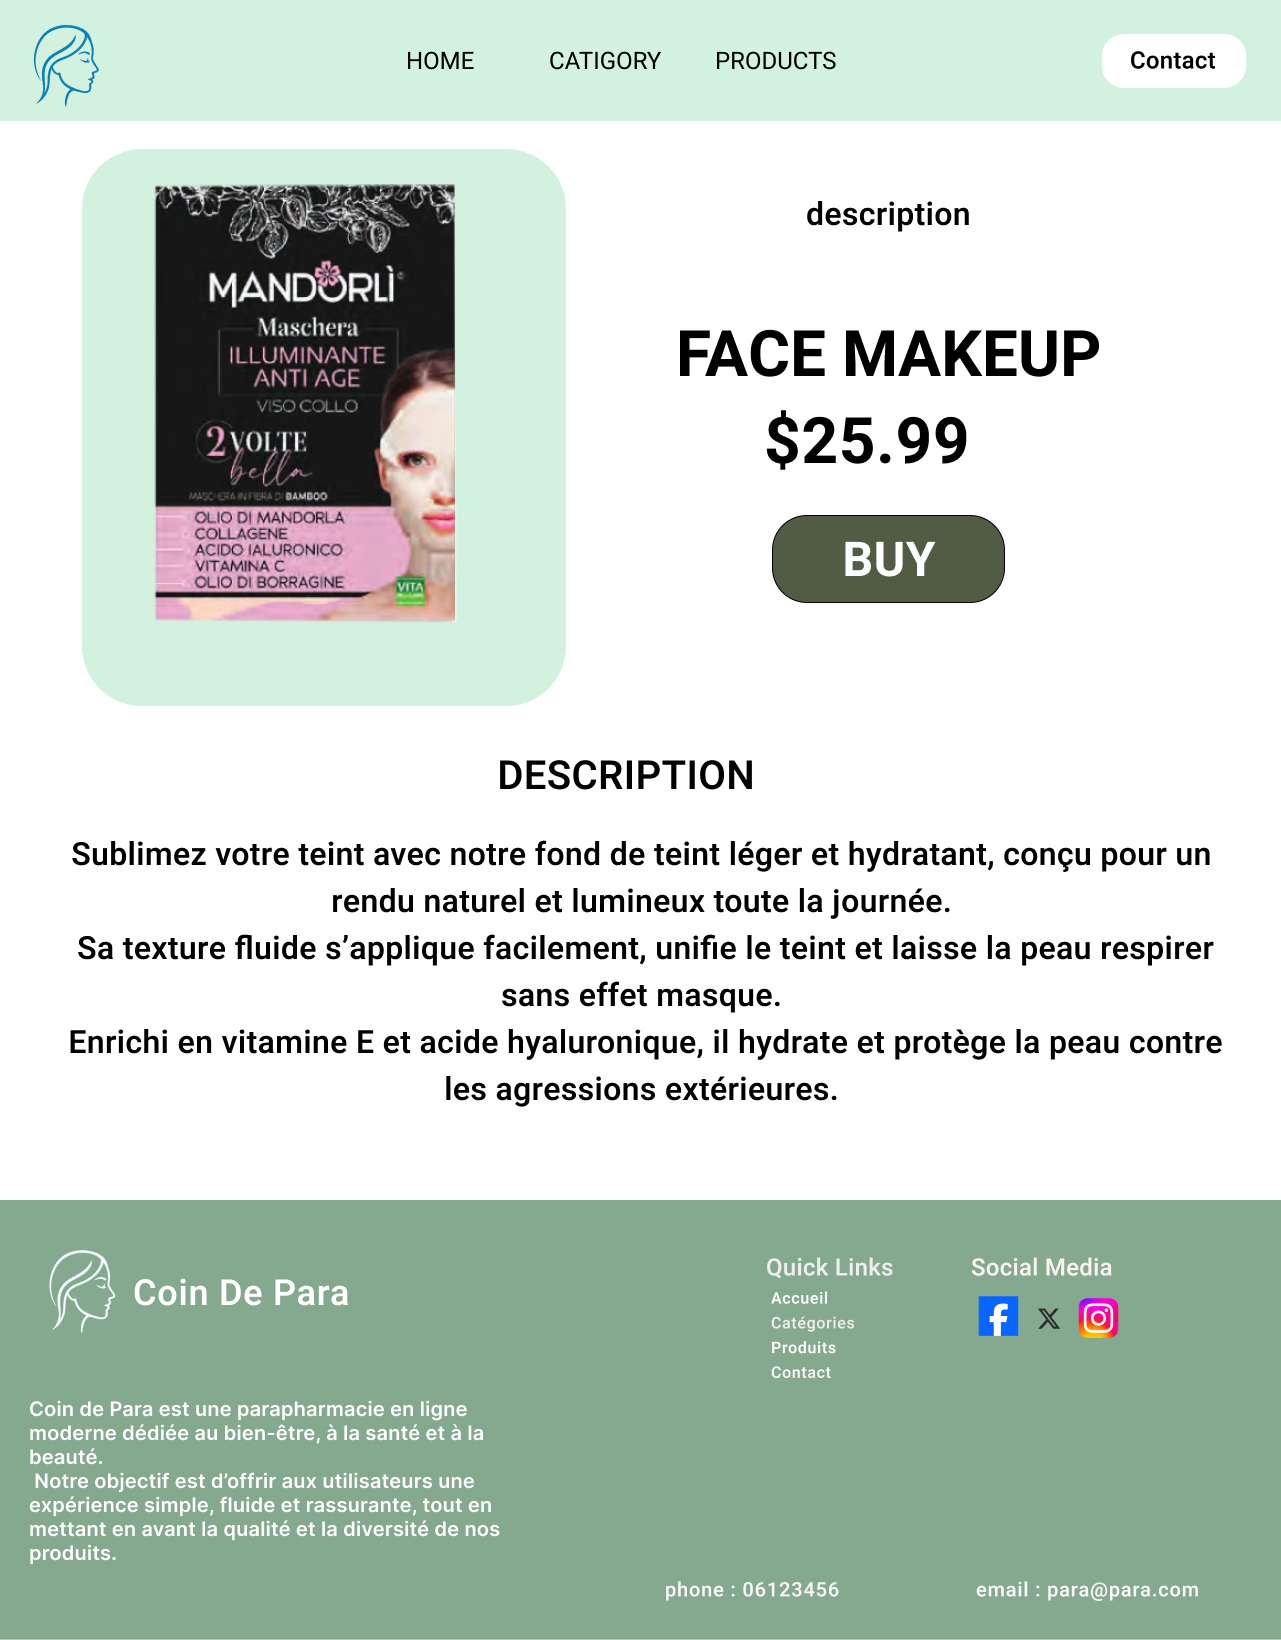 HOME CATIGORY PRODUCTS Contact
MANDORLÌ
Maschera
ILLUMINANTE
ANTI AGE
VISO COLLO
2 VOLTE
bella
MASCHERA IN FIBRA DI BAMBOO
OLIO DI MANDORLA
COLLAGENE
ACIDO IALURONICO
VITAMINA C
OLIO DI BORRAGINE
VITA
description
FACE MAKEUP
$25.99
BUY
DESCRIPTION
Sublimez votre teint avec notre fond de teint léger et hydratant, conçu pour un
rendu naturel et lumineux toute la journée.
Sa texture fluide s’applique facilement, unifie le teint et laisse la peau respirer
sans effet masque.
Enrichi en vitamine E et acide hyaluronique, il hydrate et protège la peau contre
les agressions extérieures.
Coin De Para
Coin de Para est une parapharmacie en ligne
moderne dédiée au bien-être, à la santé et à la
beauté.
Notre objectif est d’offrir aux utilisateurs une
expérience simple, fluide et rassurante, tout en
mettant en avant la qualité et la diversité de nos
produits.
Quick Links
Accueil
Catégories
Produits
Contact
Social Media
phone : 06123456
email : para@para.com